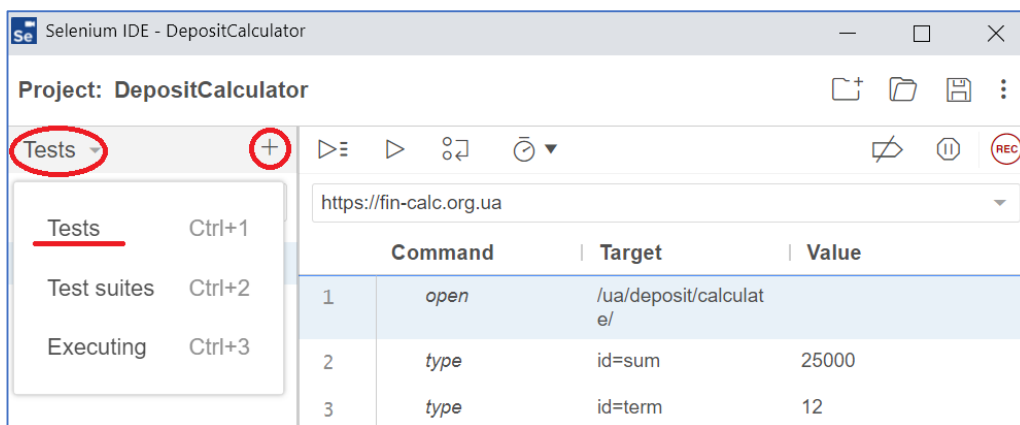 Se Selenium IDE - DepositCalculator
Project: DepositCalculator
Tests
REC
https://fin-calc.org.ua
Tests Ctrl+1
Test suites Ctrl+2
Executing Ctrl+3
Command Target Value
1 open /ua/deposit/calculat
e/
2 type id=sum 25000
3 type id=term 12